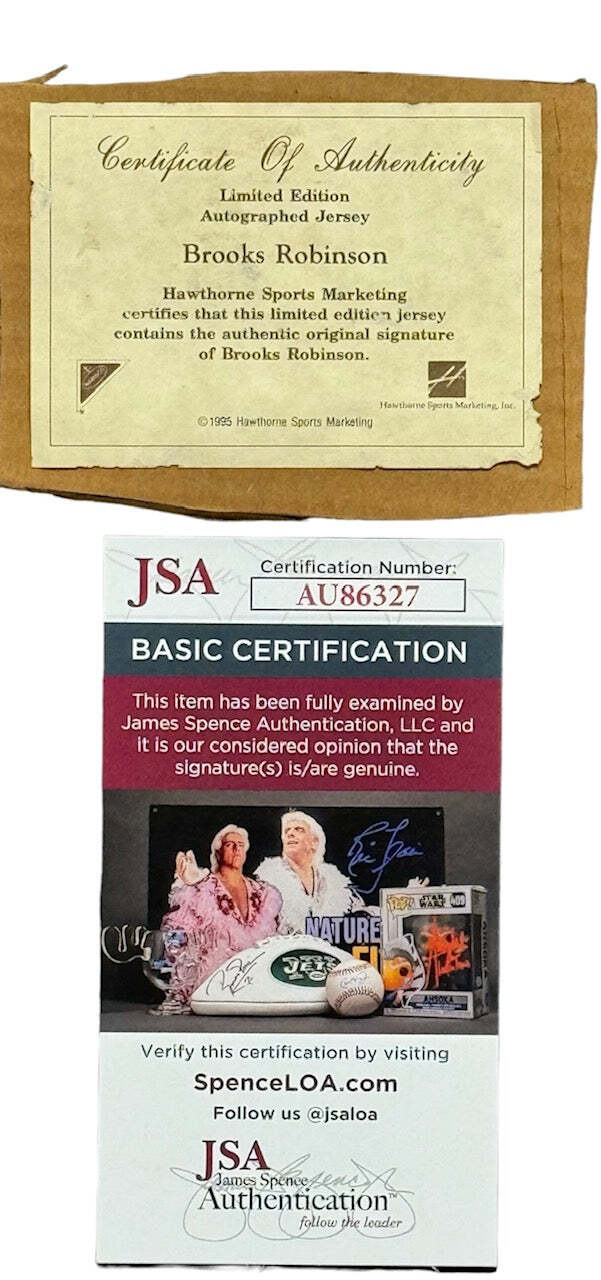 Certificate Of Authenticity
Limited Edition
Autographed Jersey
Brooks Robinson
Hawthorne Sports Marketing
certifies that this limited edition jersey
contains the authentic original signature
of Brooks Robinson.
Hawthorne Sports Marketing, Inc.
©1995 Hawthorne Sports Marketing
JSA
Certification Number:
AU86327
BASIC CERTIFICATION
This item has been fully examined by
James Spence Authentication, LLC and
it is our considered opinion that the
signature(s) is/are genuine.
NATURE
JETS
STAR
WARS
409
AHSOKA
Verify this certification by visiting
SpenceLOA.com
Follow us @jsaloa
JSA
James Spence
Authentication™
follow the leader